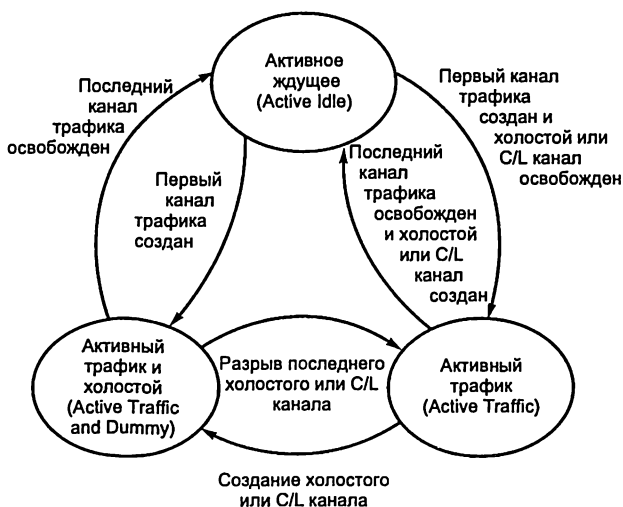 Активное
ждущее
(Active Idle)
Последний
канал
трафика
освобожден
Первый канал
трафика
создан и
холостой или
C/L канал
освобожден
Первый
канал
трафика
создан
Последний
канал
трафика
освобожден
и холостой
или C/L
канал
создан
Активный
трафик и
холостой
(Active Traffic
and Dummy)
Разрыв последнего
холостого или C/L
канала
Активный
трафик
(Active Traffic)
Создание холостого
или C/L канала